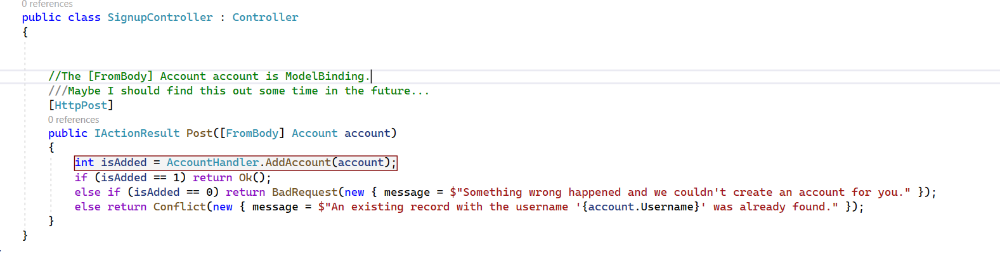 0 references
public class SignupController : Controller
{
//The [FromBody] Account account is ModelBinding.
///Maybe I should find this out some time in the future...
[HttpPost]
0 references
public IActionResult Post([FromBody] Account account)
{
int isAdded = AccountHandler.AddAccount(account);
if (isAdded == 1) return Ok();
else if (isAdded == 0) return BadRequest(new { message = $"Something wrong happened and we couldn't create an account for you." });
else return Conflict(new { message = $"An existing record with the username '{account.Username}' was already found." });
}
}